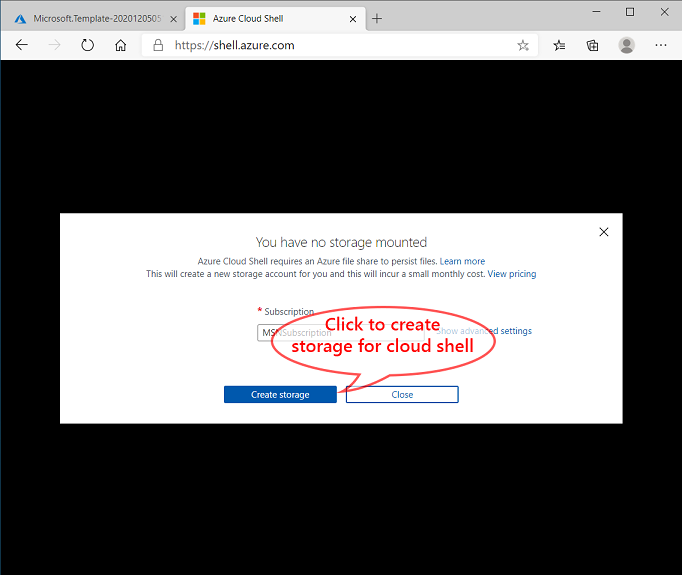 Microsoft.Template-2020120505
Azure Cloud Shell
https://shell.azure.com
You have no storage mounted
Azure Cloud Shell requires an Azure file share to persist files. Learn more
This will create a new storage account for you and this will incur a small monthly cost. View pricing
* Subscription
MSNSubscription
Show advanced settings
Click to create
storage for cloud shell
Create storage
Close